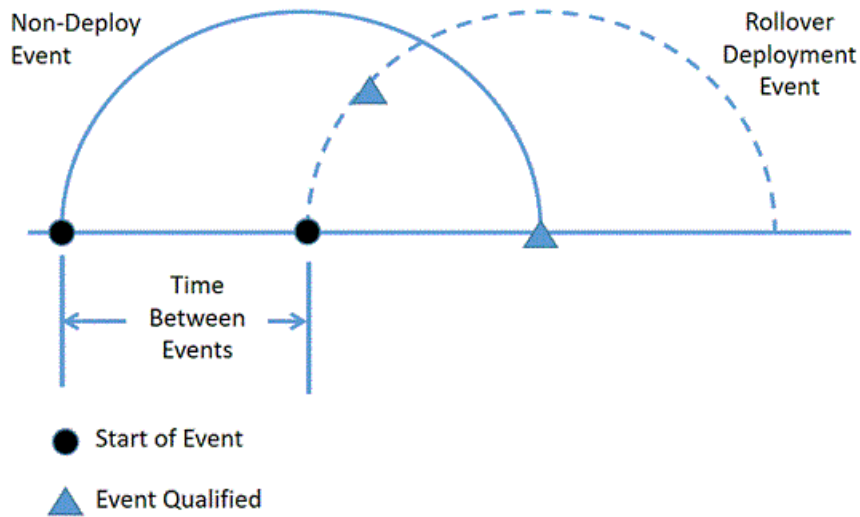 Non-Deploy
Event
Rollover
Deployment
Event
Time
Between
Events
Start of Event
Event Qualified